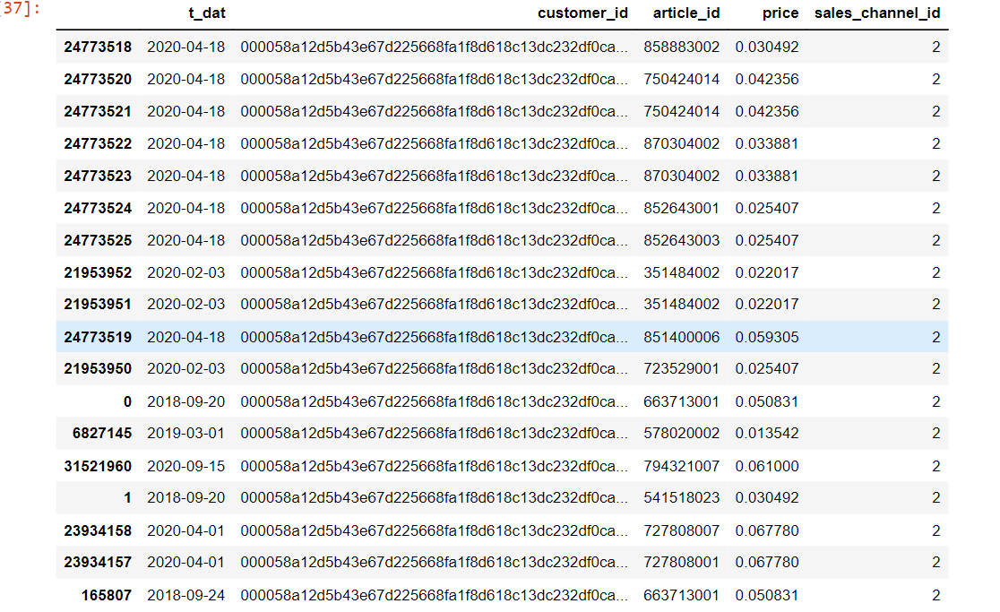 [37]:
t_dat customer_id article_id price sales_channel_id
24773518 2020-04-18 000058a12d5b43e67d225668fa1f8d618c13dc232df0ca... 858883002 0.030492 2
24773520 2020-04-18 000058a12d5b43e67d225668fa1f8d618c13dc232df0ca... 750424014 0.042356 2
24773521 2020-04-18 000058a12d5b43e67d225668fa1f8d618c13dc232df0ca... 750424014 0.042356 2
24773522 2020-04-18 000058a12d5b43e67d225668fa1f8d618c13dc232df0ca... 870304002 0.033881 2
24773523 2020-04-18 000058a12d5b43e67d225668fa1f8d618c13dc232df0ca... 870304002 0.033881 2
24773524 2020-04-18 000058a12d5b43e67d225668fa1f8d618c13dc232df0ca... 852643001 0.025407 2
24773525 2020-04-18 000058a12d5b43e67d225668fa1f8d618c13dc232df0ca... 852643003 0.025407 2
21953952 2020-02-03 000058a12d5b43e67d225668fa1f8d618c13dc232df0ca... 351484002 0.022017 2
21953951 2020-02-03 000058a12d5b43e67d225668fa1f8d618c13dc232df0ca... 351484002 0.022017 2
24773519 2020-04-18 000058a12d5b43e67d225668fa1f8d618c13dc232df0ca... 851400006 0.059305 2
21953950 2020-02-03 000058a12d5b43e67d225668fa1f8d618c13dc232df0ca... 723529001 0.025407 2
0 2018-09-20 000058a12d5b43e67d225668fa1f8d618c13dc232df0ca... 663713001 0.050831 2
6827145 2019-03-01 000058a12d5b43e67d225668fa1f8d618c13dc232df0ca... 578020002 0.013542 2
31521960 2020-09-15 000058a12d5b43e67d225668fa1f8d618c13dc232df0ca... 794321007 0.061000 2
1 2018-09-20 000058a12d5b43e67d225668fa1f8d618c13dc232df0ca... 541518023 0.030492 2
23934158 2020-04-01 000058a12d5b43e67d225668fa1f8d618c13dc232df0ca... 727808007 0.067780 2
23934157 2020-04-01 000058a12d5b43e67d225668fa1f8d618c13dc232df0ca... 727808001 0.067780 2
165807 2018-09-24 000058a12d5b43e67d225668fa1f8d618c13dc232df0ca... 663713001 0.050831 2